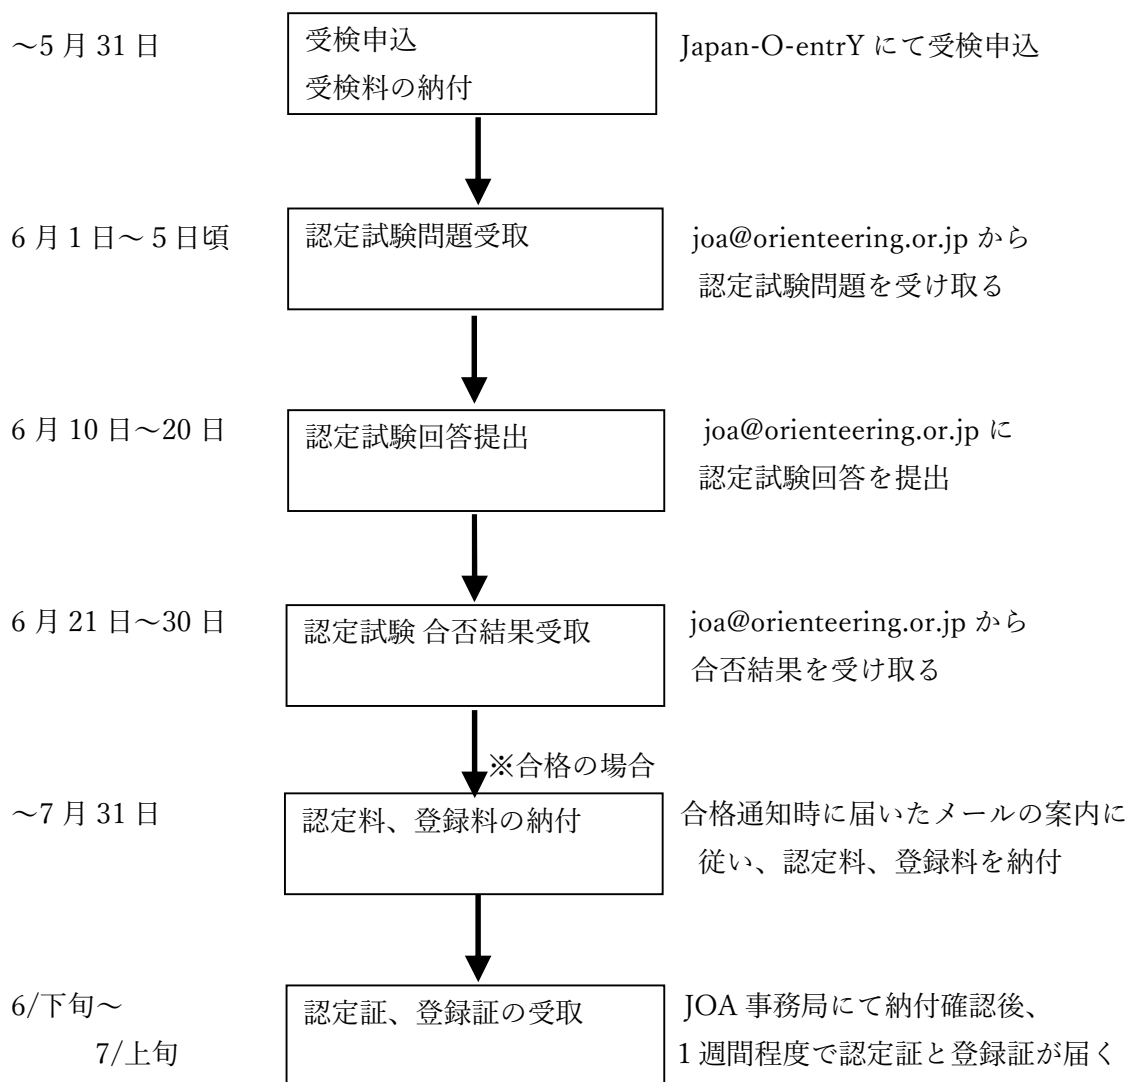 ～5 月 31 日
受検申込
受検料の納付
Japan-O-entrY にて受検申込
6 月 1 日～ 5 日頃
認定試験問題受取
joa@orienteering.or.jp から
認定試験問題を受け取る
6 月 10 日～20 日
認定試験回答提出
joa@orienteering.or.jp に
認定試験回答を提出
6 月 21 日～30 日
認定試験 合否結果受取
joa@orienteering.or.jp から
合否結果を受け取る
※合格の場合
～7 月 31 日
認定料、登録料の納付
合格通知時に届いたメールの案内に
従い、認定料、登録料を納付
6/下旬～
7/上旬
認定証、登録証の受取
JOA 事務局にて納付確認後、
1 週間程度で認定証と登録証が届く